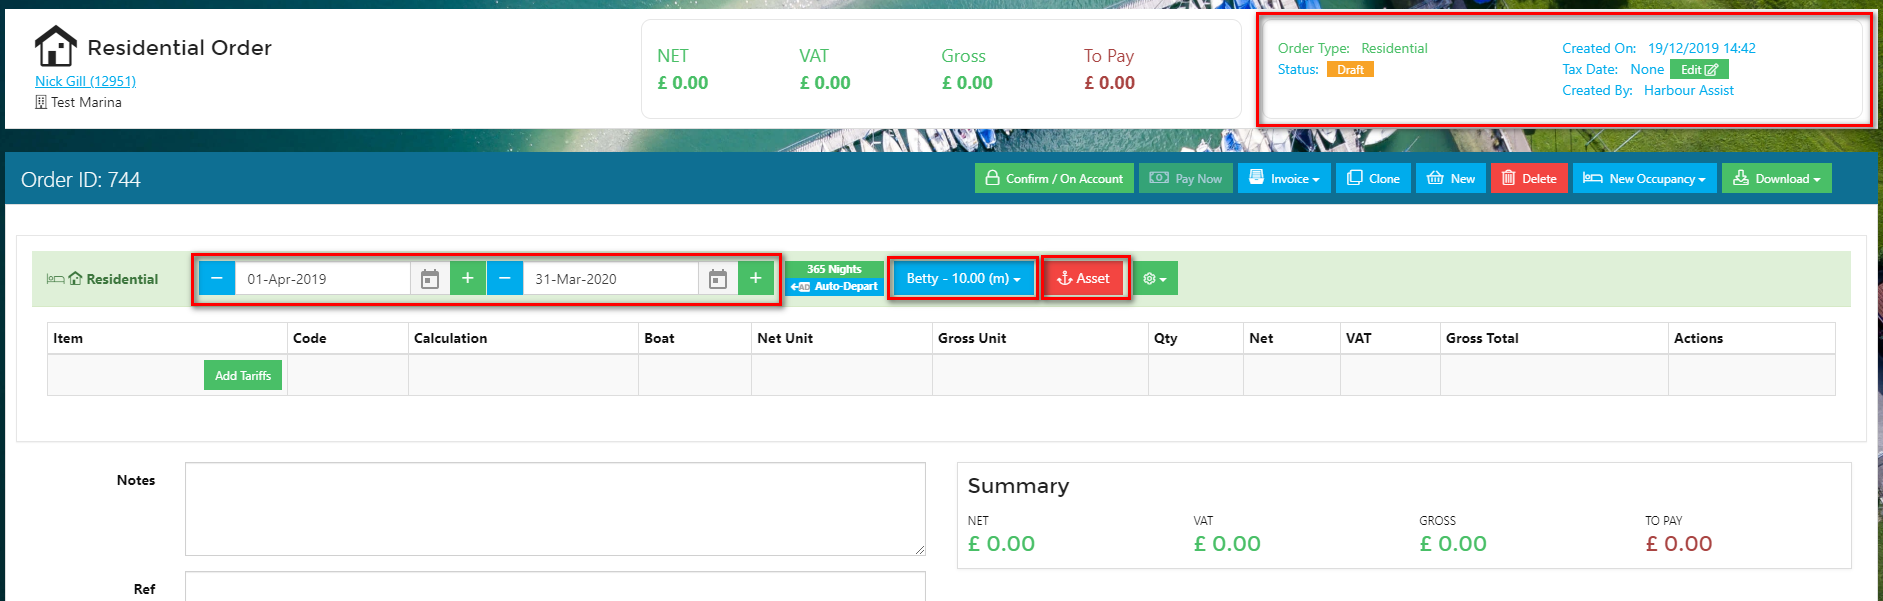 Residential Order
Nick Gill (12951)
Test Marina
NET VAT Gross To Pay
£ 0.00 £ 0.00 £ 0.00 £ 0.00
Order Type: Residential
Status: Draft
Created On: 19/12/2019 14:42
Tax Date: None Edit
Created By: Harbour Assist
Order ID: 744
Confirm / On Account Pay Now Invoice Clone New Delete New Occupancy Download
Residential 01-Apr-2019 + − 31-Mar-2020 +
365 Nights
AD Auto-Depart
Betty - 10.00 (m) Asset
Item Code Calculation Boat Net Unit Gross Unit Qty Net VAT Gross Total Actions
Add Tariffs
Notes
Ref
Summary
NET VAT GROSS TO PAY
£ 0.00 £ 0.00 £ 0.00 £ 0.00